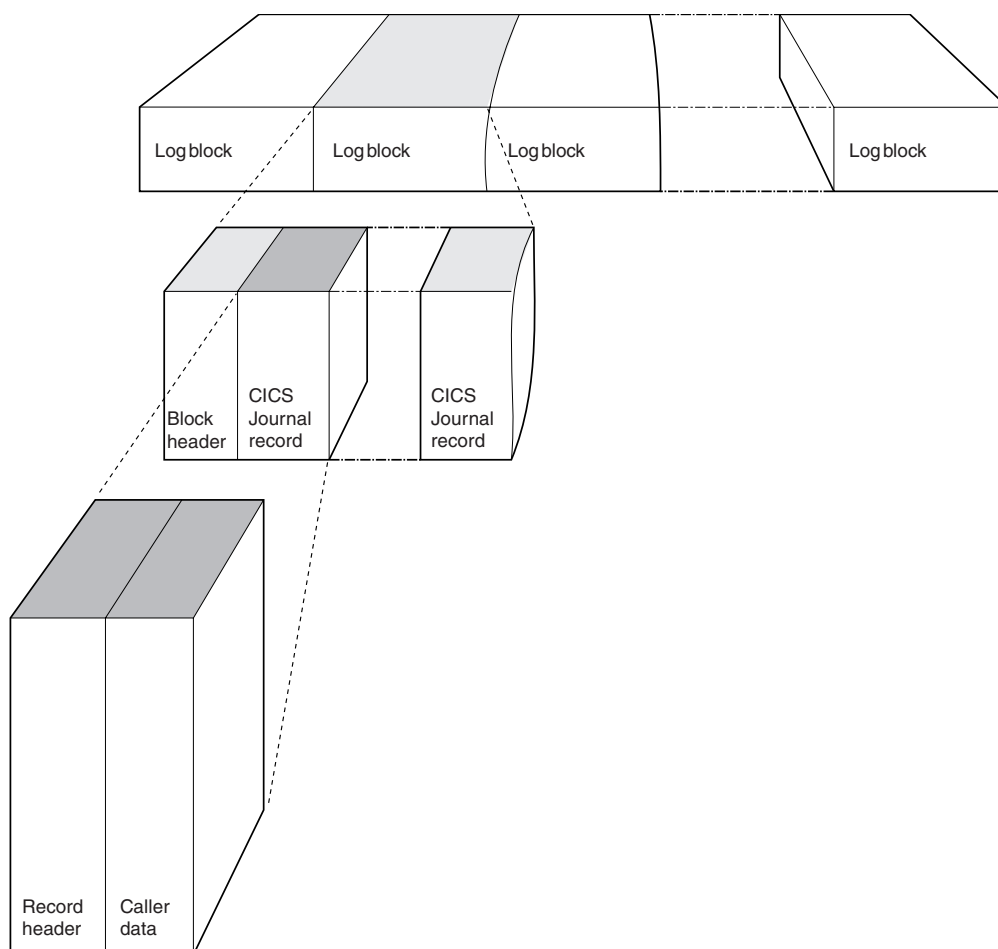 Log block
Log block
Log block
Log block
Block
header
CICS
Journal
record
CICS
Journal
record
Record
header
Caller
data